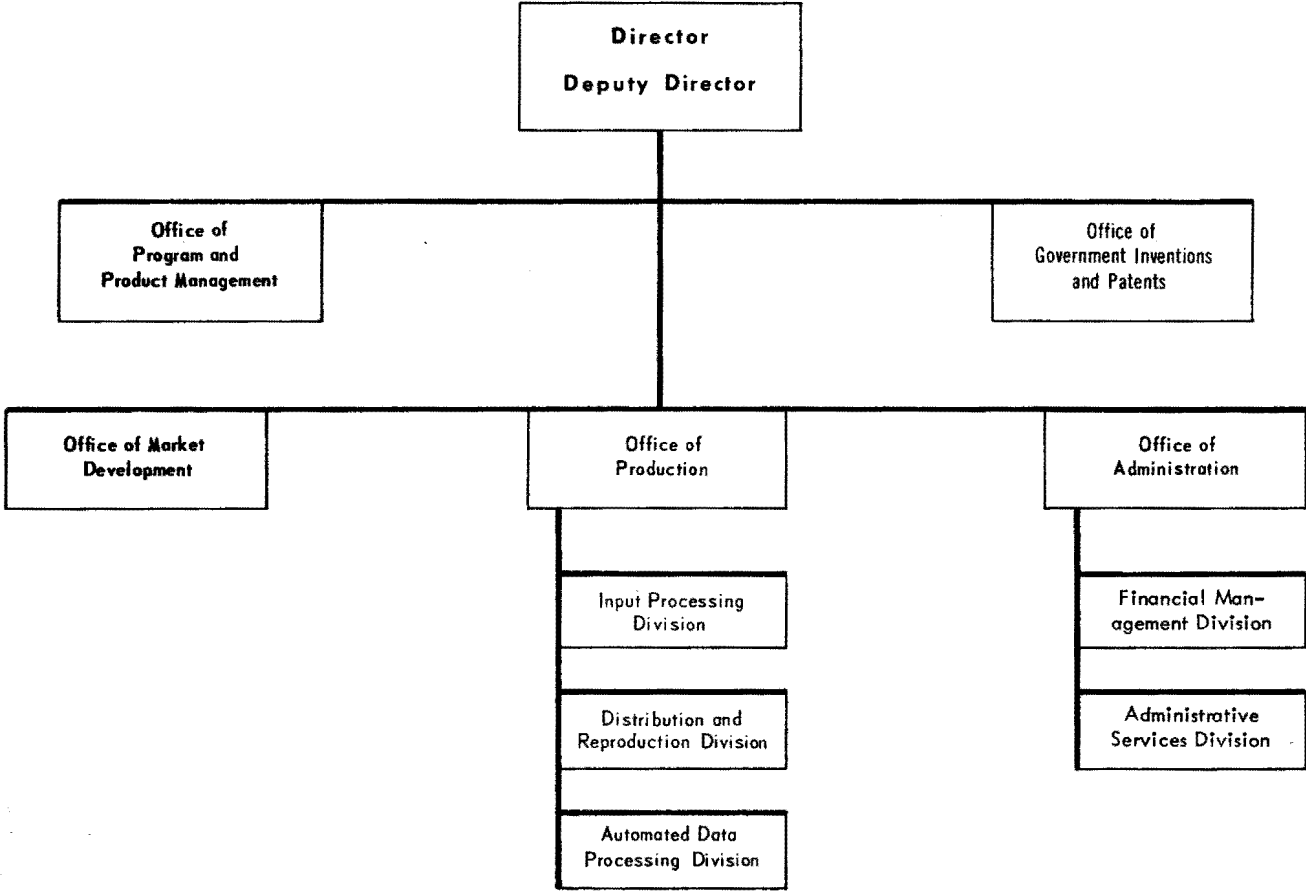 Director
Deputy Director
Office of
Program and
Product Management
Office of
Government Inventions
and Patents
Office of Market
Development
Office of
Production
Office of
Administration
Input Processing
Division
Distribution and
Reproduction Division
Automated Data
Processing Division
Financial Man-
agement Division
Administrative
Services Division